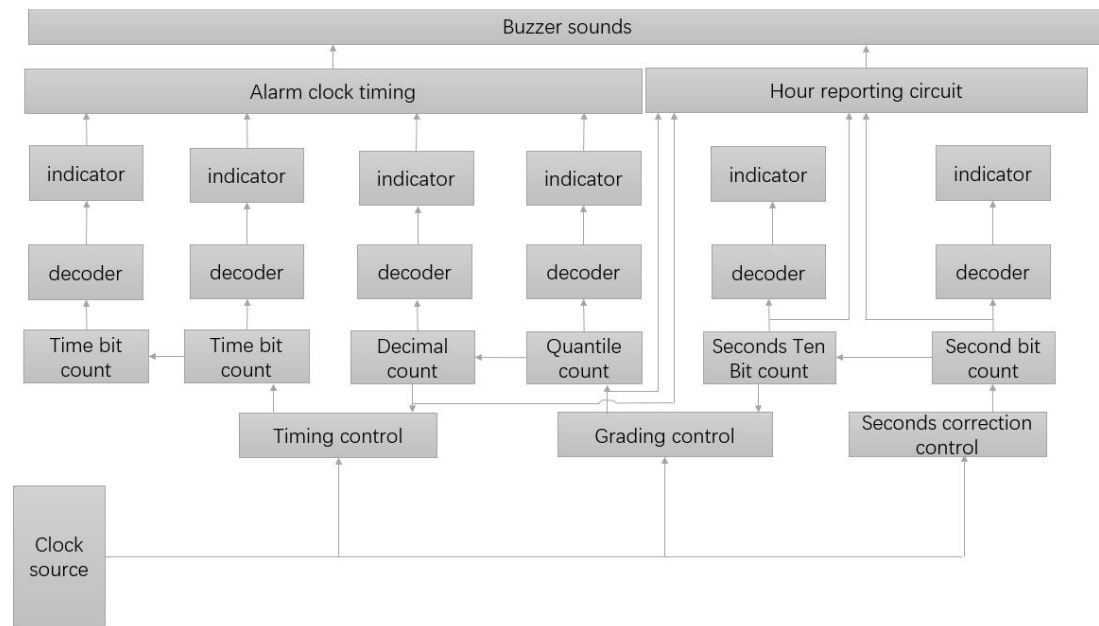 Buzzer sounds
Alarm clock timing
Hour reporting circuit
indicator
indicator
indicator
indicator
indicator
indicator
decoder
decoder
decoder
decoder
decoder
decoder
Time bit
count
Time bit
count
Decimal
count
Quantile
count
Seconds Ten
Bit count
Second bit
count
Timing control
Grading control
Seconds correction
control
Clock
source